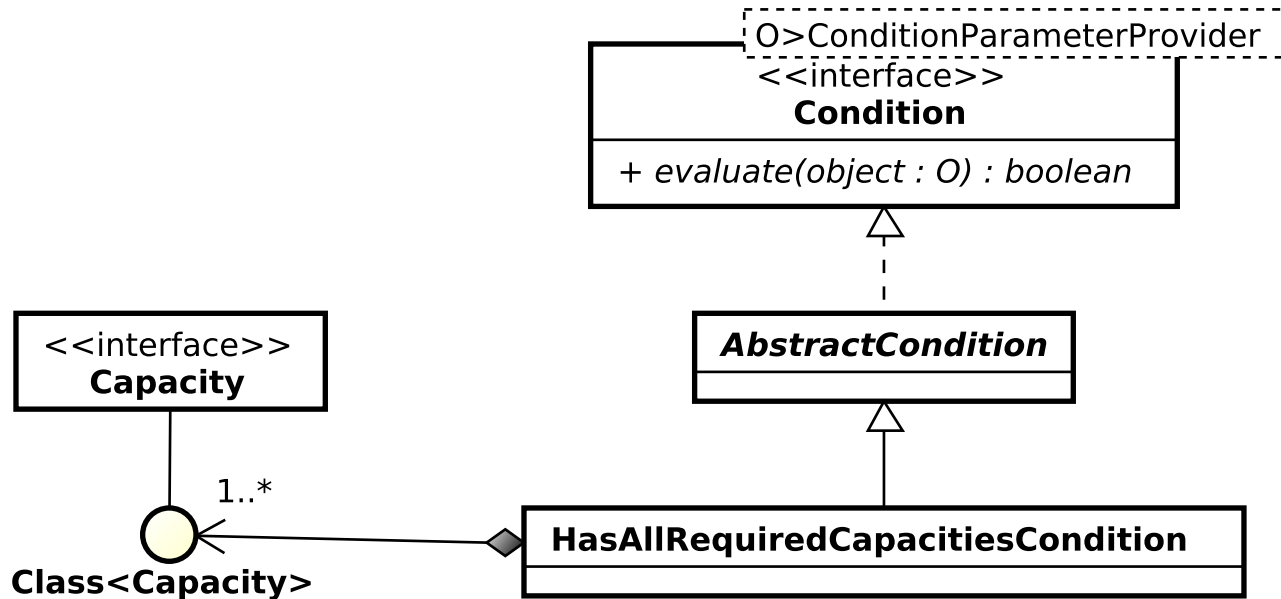 O>ConditionParameterProvider
<<interface>>
Condition
+ evaluate(object : O) : boolean
<<interface>>
Capacity
AbstractCondition
1..*
HasAllRequiredCapacitiesCondition
Class<Capacity>